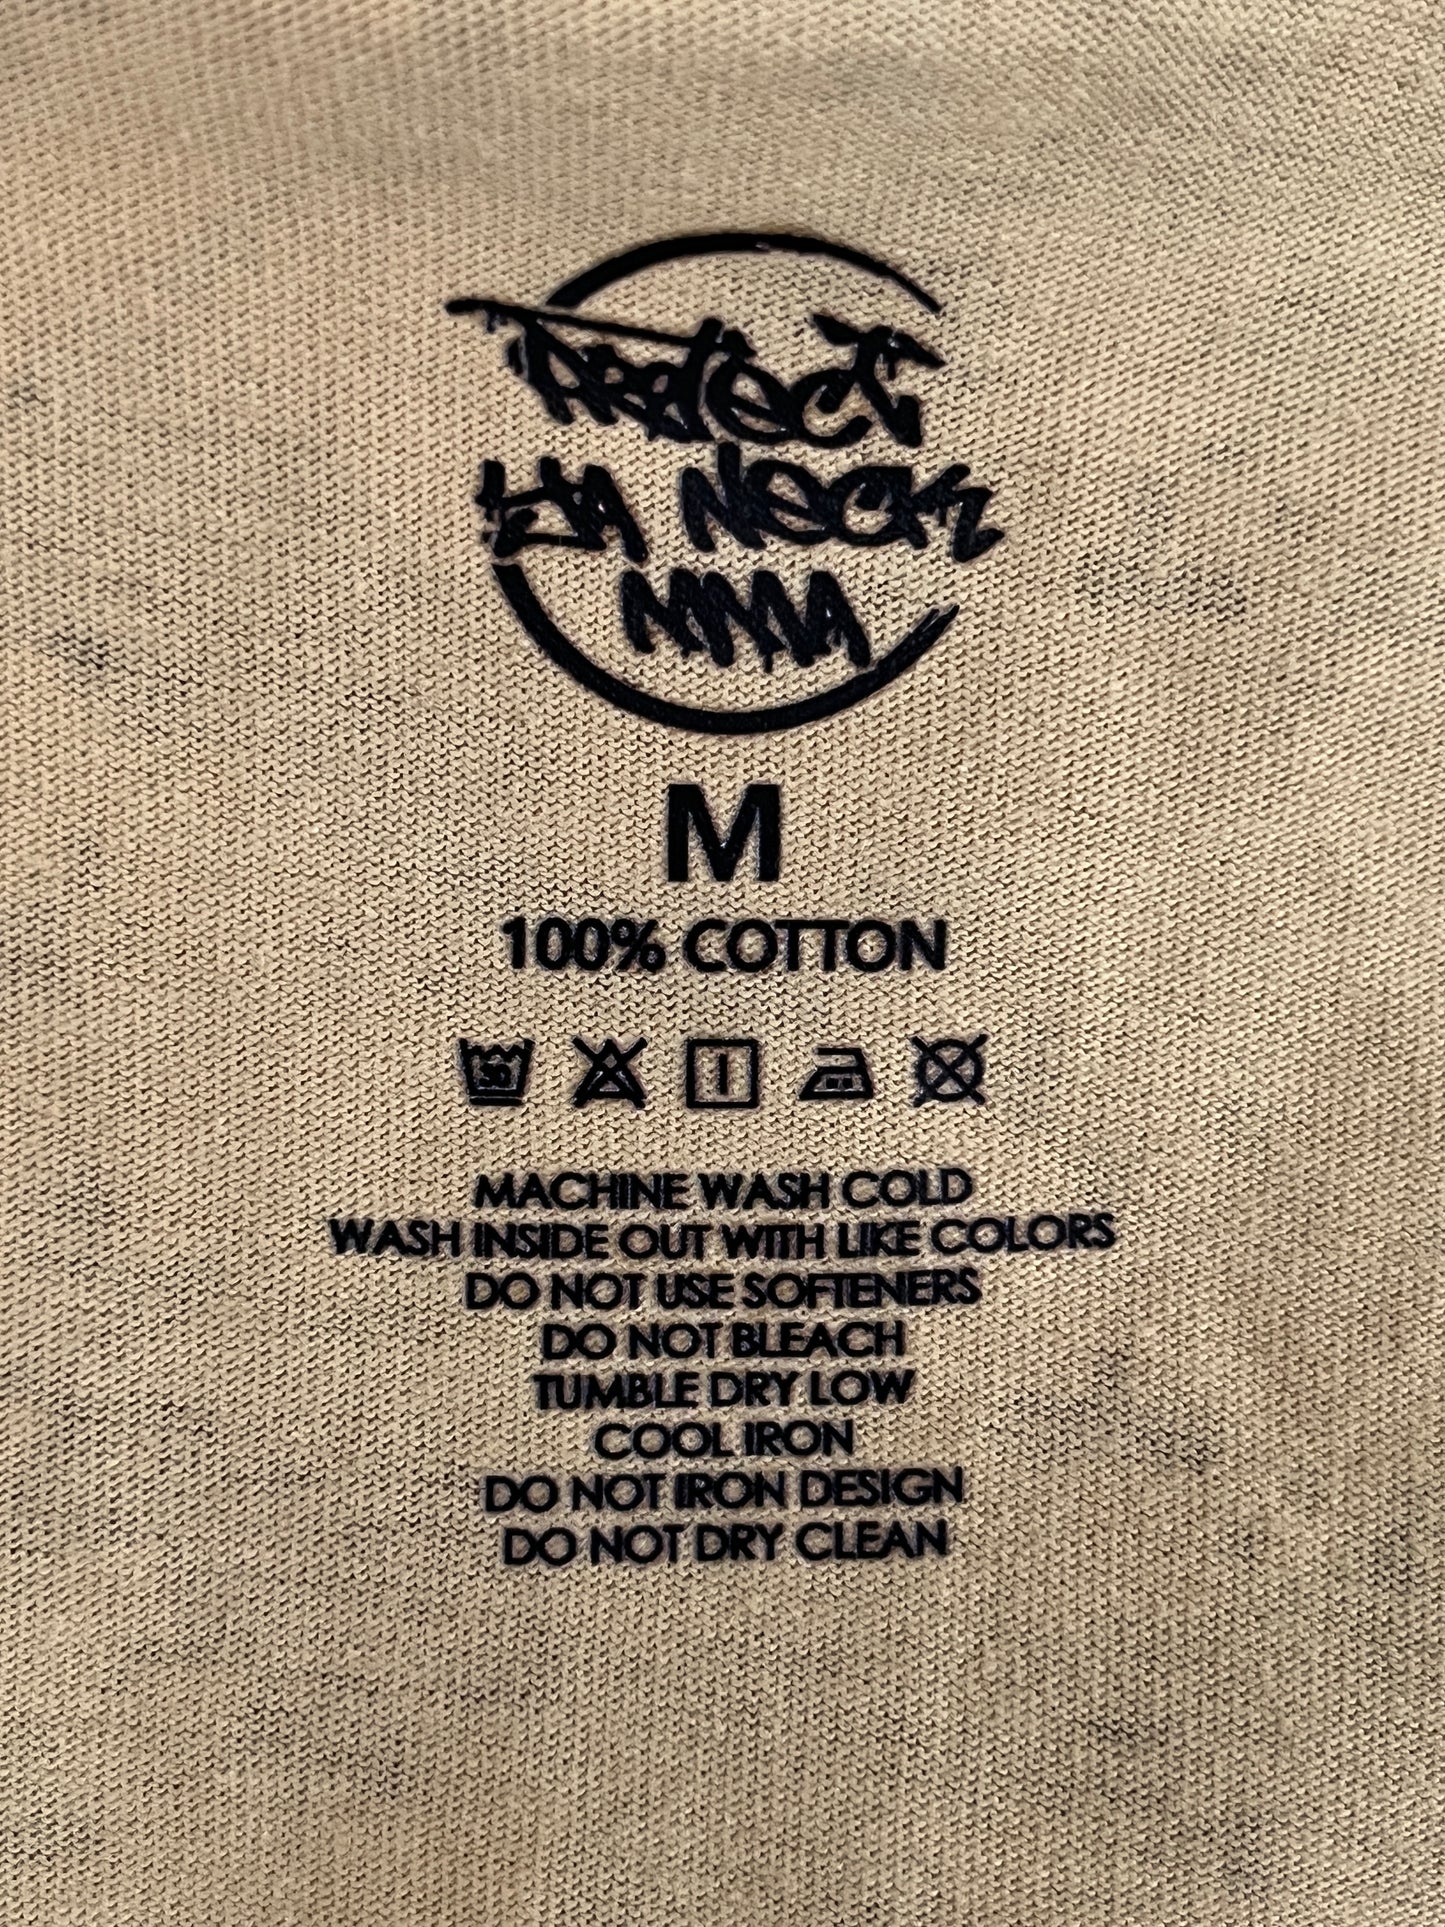 Protect
Ya Neck
MMA
M
100% COTTON
30
MACHINE WASH COLD
WASH INSIDE OUT WITH LIKE COLORS
DO NOT USE SOFTENERS
DO NOT BLEACH
TUMBLE DRY LOW
COOL IRON
DO NOT IRON DESIGN
DO NOT DRY CLEAN